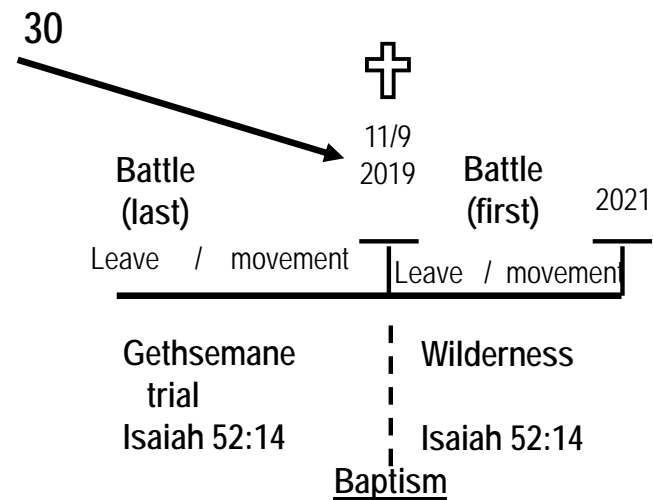 30
11/9
2019
Battle
(last)
Battle
(first)
2021
Leave / movement
Leave / movement
Gethsemane
trial
Isaiah 52:14
Wilderness
Isaiah 52:14
Baptism